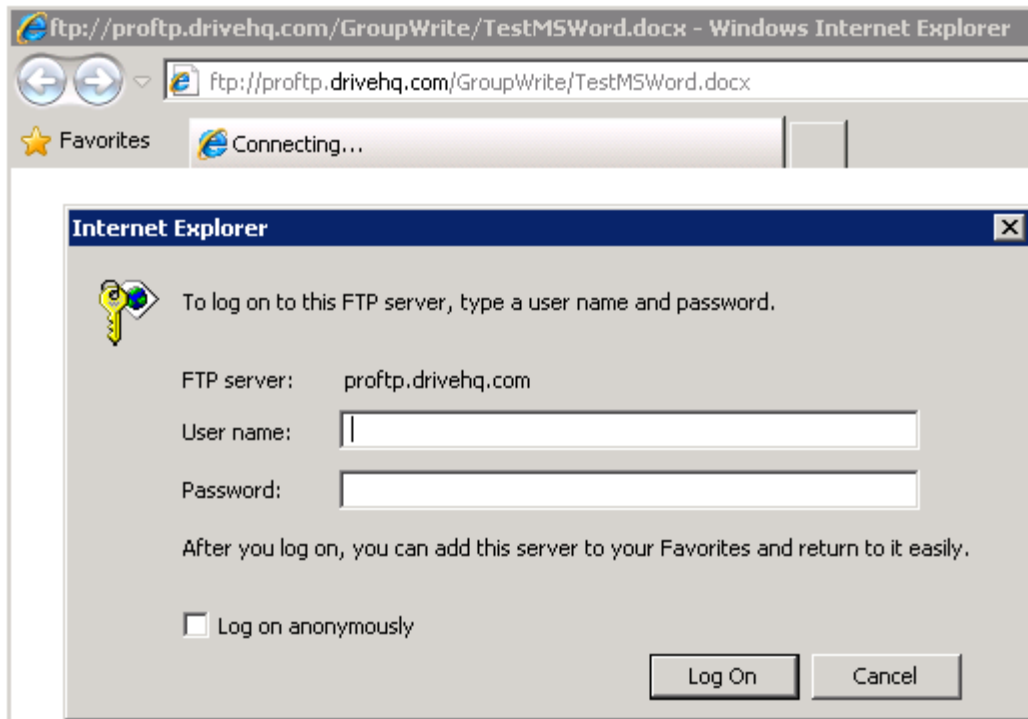 ftp://proftp.drivehq.com/GroupWrite/TestMSWord.docx - Windows Internet Explorer
ftp://proftp.drivehq.com/GroupWrite/TestMSWord.docx
Favorites
Connecting...
Internet Explorer
To log on to this FTP server, type a user name and password.
FTP server: proftp.drivehq.com
User name:
Password:
After you log on, you can add this server to your Favorites and return to it easily.
Log on anonymously
Log On Cancel